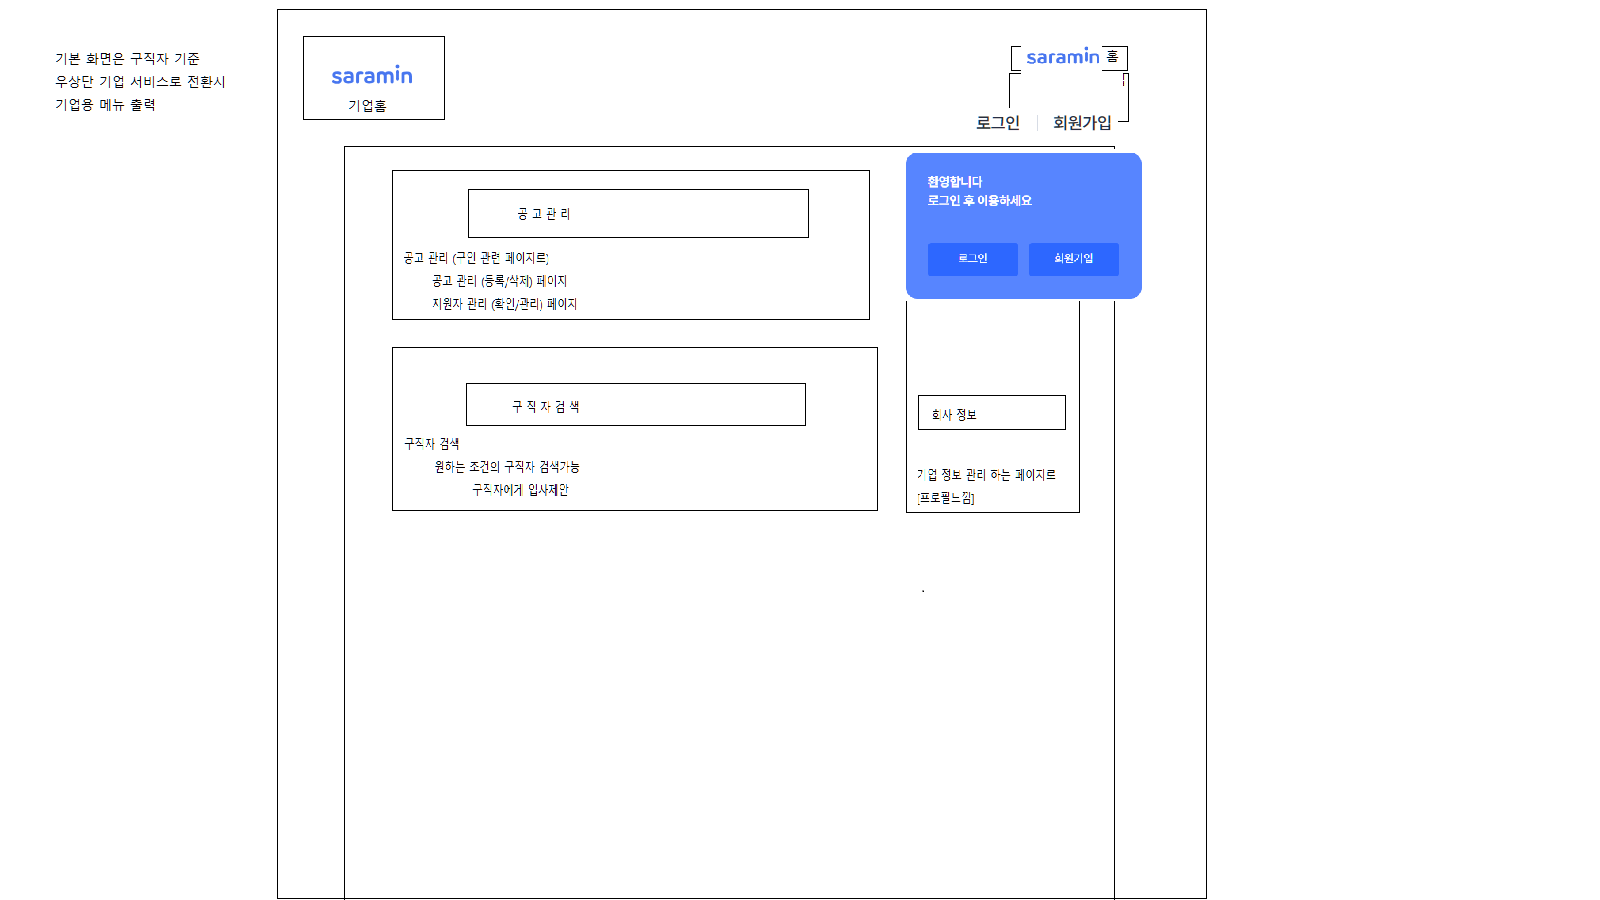 기본 화면은 구직자 기준
우상단 기업 서비스로 전환시
기업용 메뉴 출력
saramin
기업홈
saramin 홈
로그인 | 회원가입
공 고 관 리
공고 관리 (구인 관련 페이지르)
공고 관리 (등록/삭제) 페이지
지원자 관리 (확인/관리) 페이지
환영합니다
로그인 후 이용하세요
로그인 회원가입
구 직 자 검 색
구직자 검색
원하는 조건의 구직자 검색가능
구직자에게 입사제안
회사 정보
기업 정보 관리 하는 페이지르
[프로필느낌]